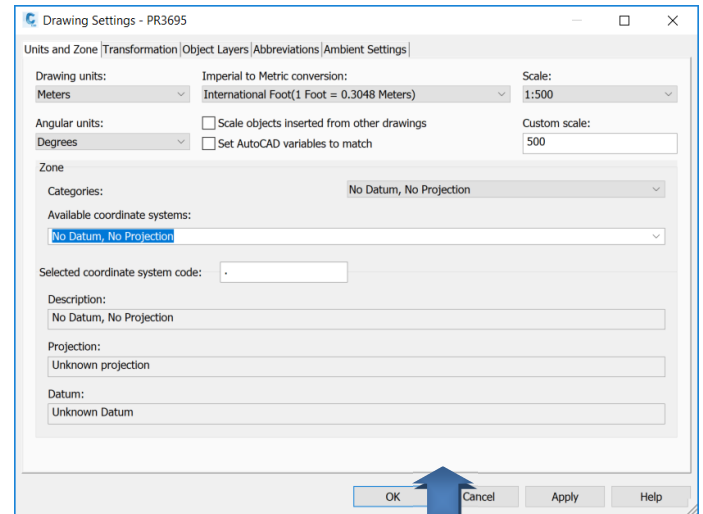 Drawing Settings - PR3695
Units and Zone Transformation Object Layers Abbreviations Ambient Settings
Drawing units: Imperial to Metric conversion: Scale:
Meters International Foot(1 Foot = 0.3048 Meters) 1:500
Angular units: Scale objects inserted from other drawings Custom scale:
Degrees Set AutoCAD variables to match 500
Zone
Categories: No Datum, No Projection
Available coordinate systems:
No Datum, No Projection
Selected coordinate system code: .
Description:
No Datum, No Projection
Projection:
Unknown projection
Datum:
Unknown Datum
OK Cancel Apply Help